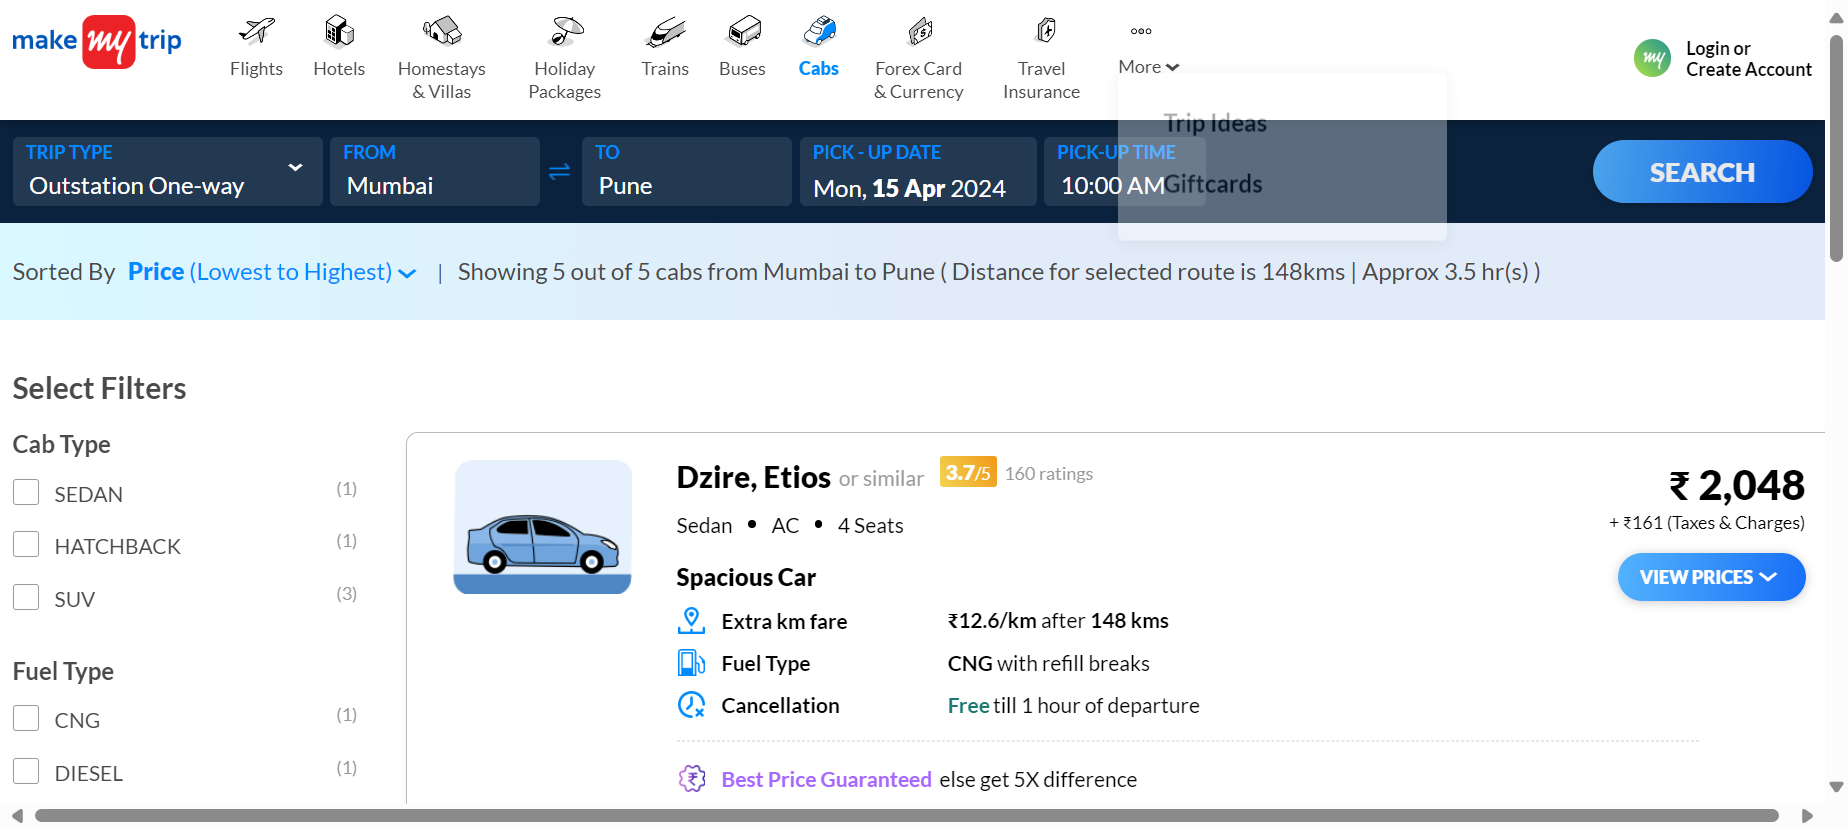 make my trip
Flights
Hotels
Homestays
& Villas
Holiday
Packages
Trains
Buses
Cabs
Forex Card
& Currency
Travel
Insurance
More
my
Login or
Create Account
Trip Ideas
Giftcards
TRIP TYPE
Outstation One-way
FROM
Mumbai
TO
Pune
PICK - UP DATE
Mon, 15 Apr 2024
PICK-UP TIME
10:00 AM
SEARCH
Sorted By Price (Lowest to Highest) | Showing 5 out of 5 cabs from Mumbai to Pune ( Distance for selected route is 148kms | Approx 3.5 hr(s) )
Select Filters
Cab Type
SEDAN (1)
HATCHBACK (1)
SUV (3)
Fuel Type
CNG (1)
DIESEL (1)
Dzire, Etios or similar 3.7/5 160 ratings
Sedan • AC • 4 Seats
Spacious Car
Extra km fare ₹12.6/km after 148 kms
Fuel Type CNG with refill breaks
Cancellation Free till 1 hour of departure
₹ Best Price Guaranteed else get 5X difference
₹ 2,048
+ ₹161 (Taxes & Charges)
VIEW PRICES